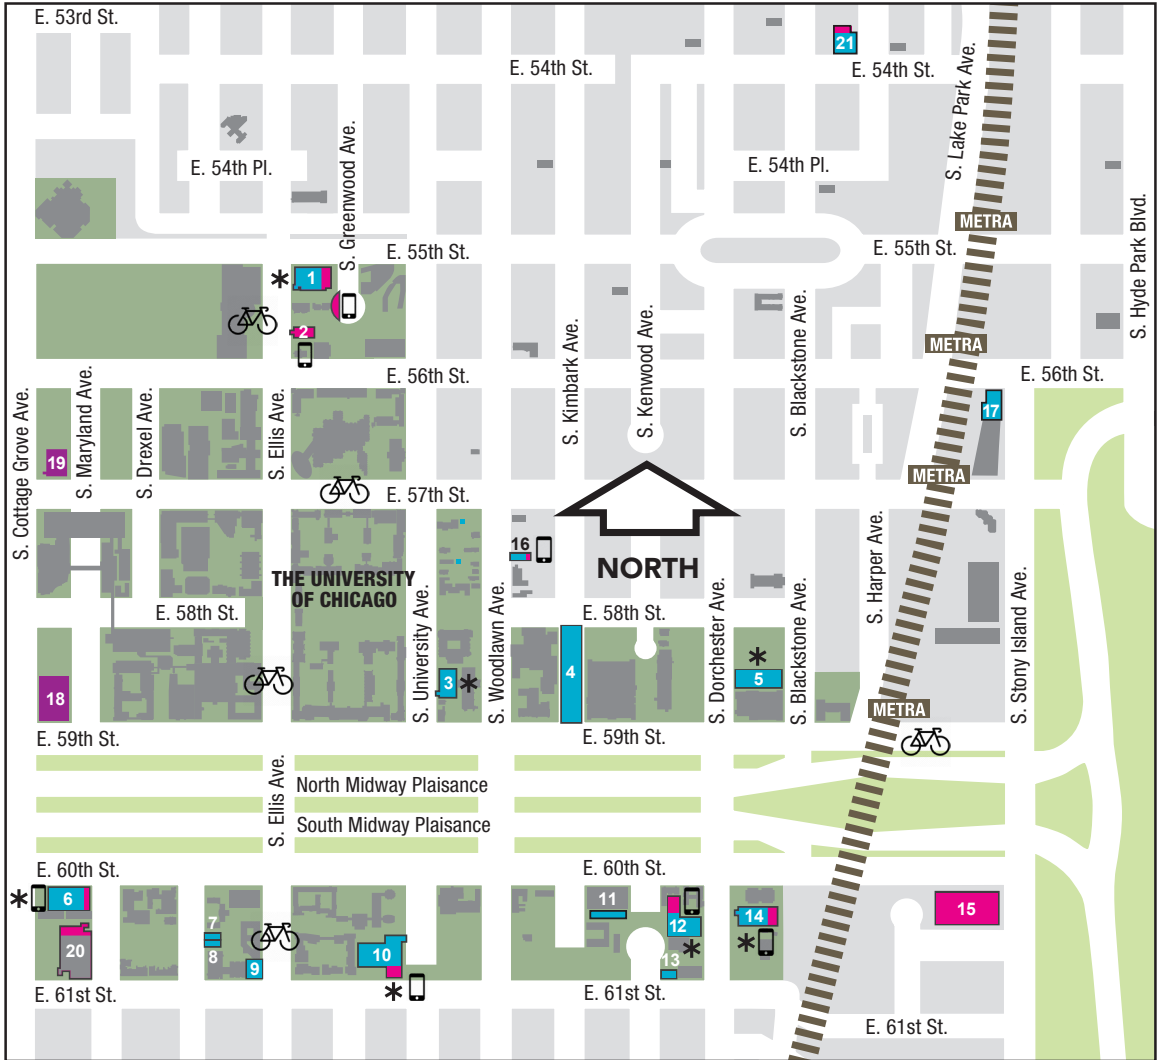 E. 53rd St.
21
E. 54th St.
E. 54th St.
S. Lake Park Ave.
E. 54th Pl.
E. 54th Pl.
S. Greenwood Ave.
METRA
S. Hyde Park Blvd.
E. 55th St.
E. 55th St.
*
1
2
METRA
S. Kimbark Ave.
S. Kenwood Ave.
S. Blackstone Ave.
E. 56th St.
E. 56th St.
17
S. Cottage Grove Ave.
S. Maryland Ave.
S. Drexel Ave.
S. Ellis Ave.
19
METRA
E. 57th St.
16
NORTH
THE UNIVERSITY
OF CHICAGO
E. 58th St.
E. 58th St.
S. University Ave.
S. Woodlawn Ave.
S. Dorchester Ave.
S. Blackstone Ave.
S. Harper Ave.
S. Stony Island Ave.
18
3
*
4
*
5
METRA
E. 59th St.
E. 59th St.
S. Ellis Ave.
North Midway Plaisance
South Midway Plaisance
E. 60th St.
E. 60th St.
*
6
7
8
9
10
*
11
12
*
13
14
*
15
20
E. 61st St.
E. 61st St.
E. 61st St.